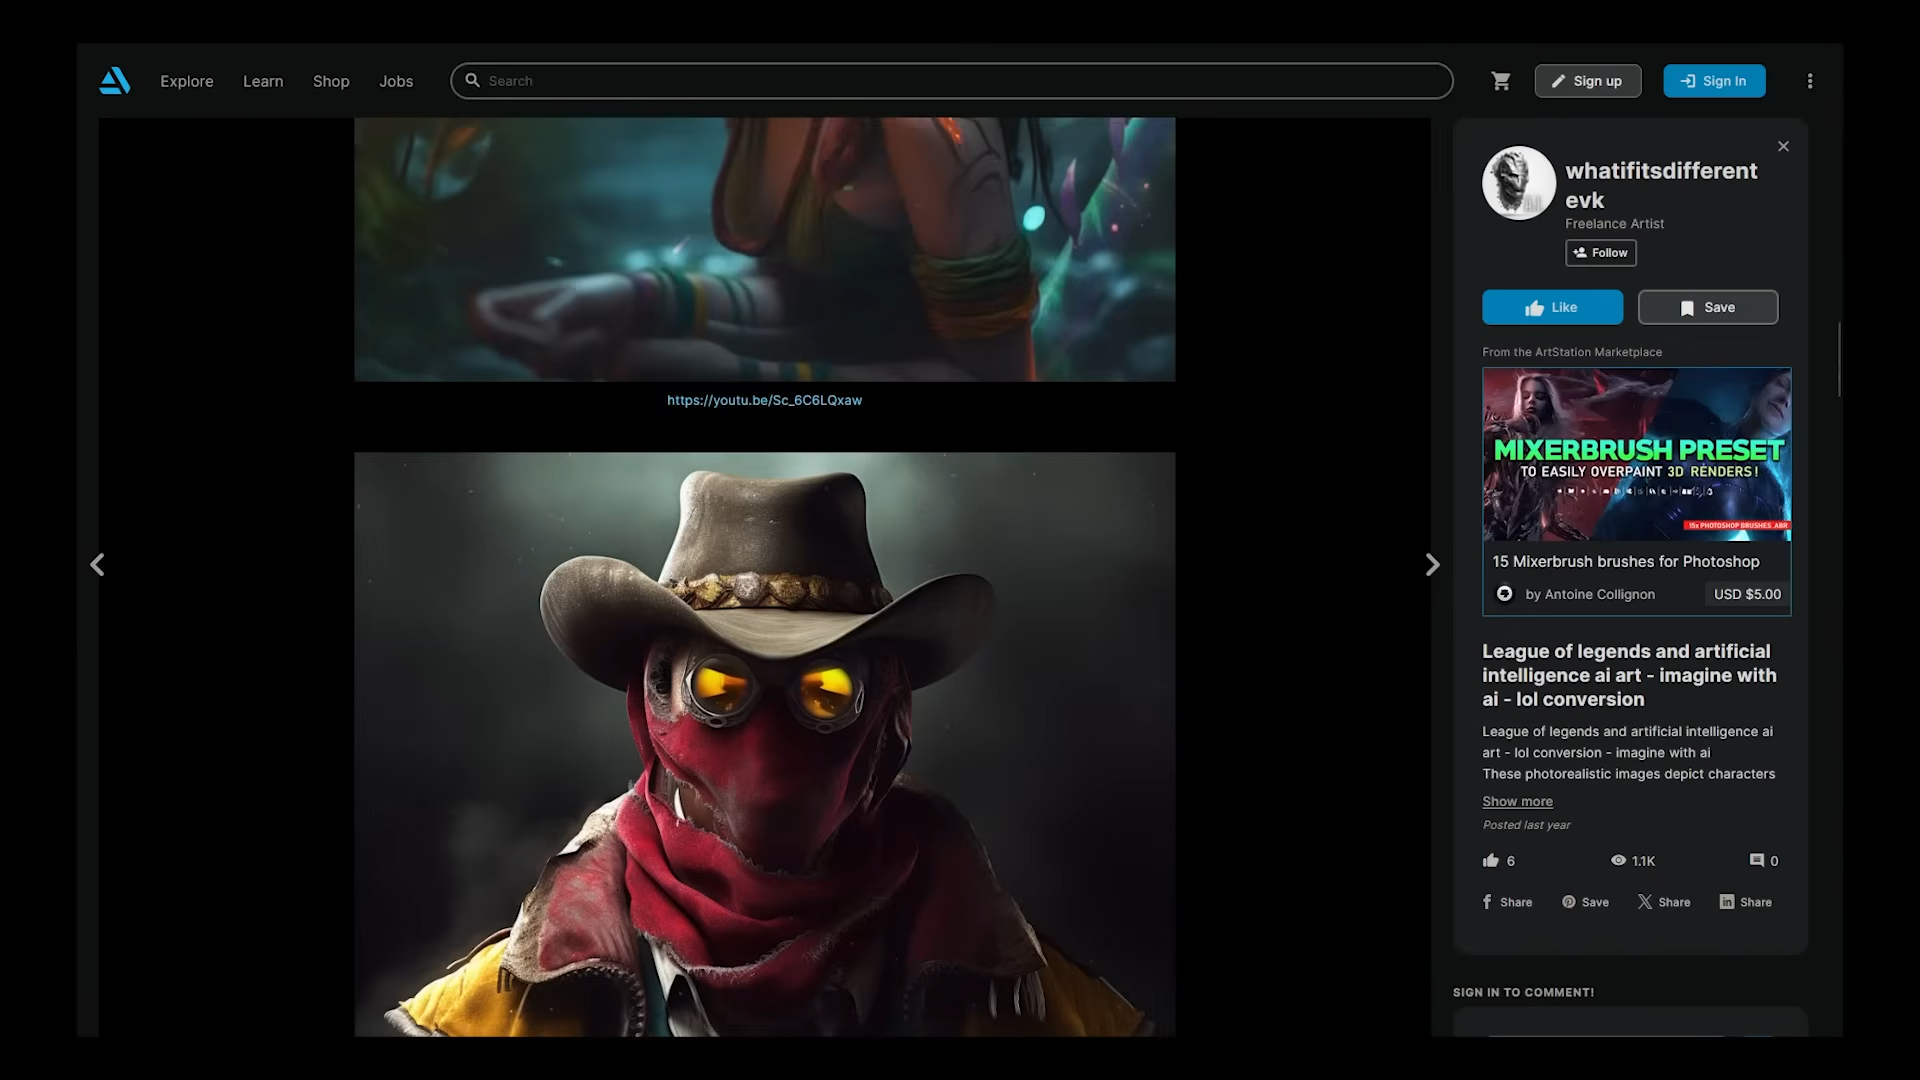 Explore Learn Shop Jobs Search Sign up Sign In
https://youtu.be/Sc_6C6LQxaw
whatifitsdifferent
evk
Freelance Artist
Follow
Like Save
From the ArtStation Marketplace
MIXERBRUSH PRESET
TO EASILY OVERPAINT 3D RENDERS!
15x PHOTOSHOP BRUSHES .ABR
15 Mixerbrush brushes for Photoshop
by Antoine Collignon USD $5.00
League of legends and artificial
intelligence ai art - imagine with
ai - lol conversion
League of legends and artificial intelligence ai
art - lol conversion - imagine with ai
These photorealistic images depict characters
Show more
Posted last year
6 1.1K 0
Share Save Share Share
SIGN IN TO COMMENT!